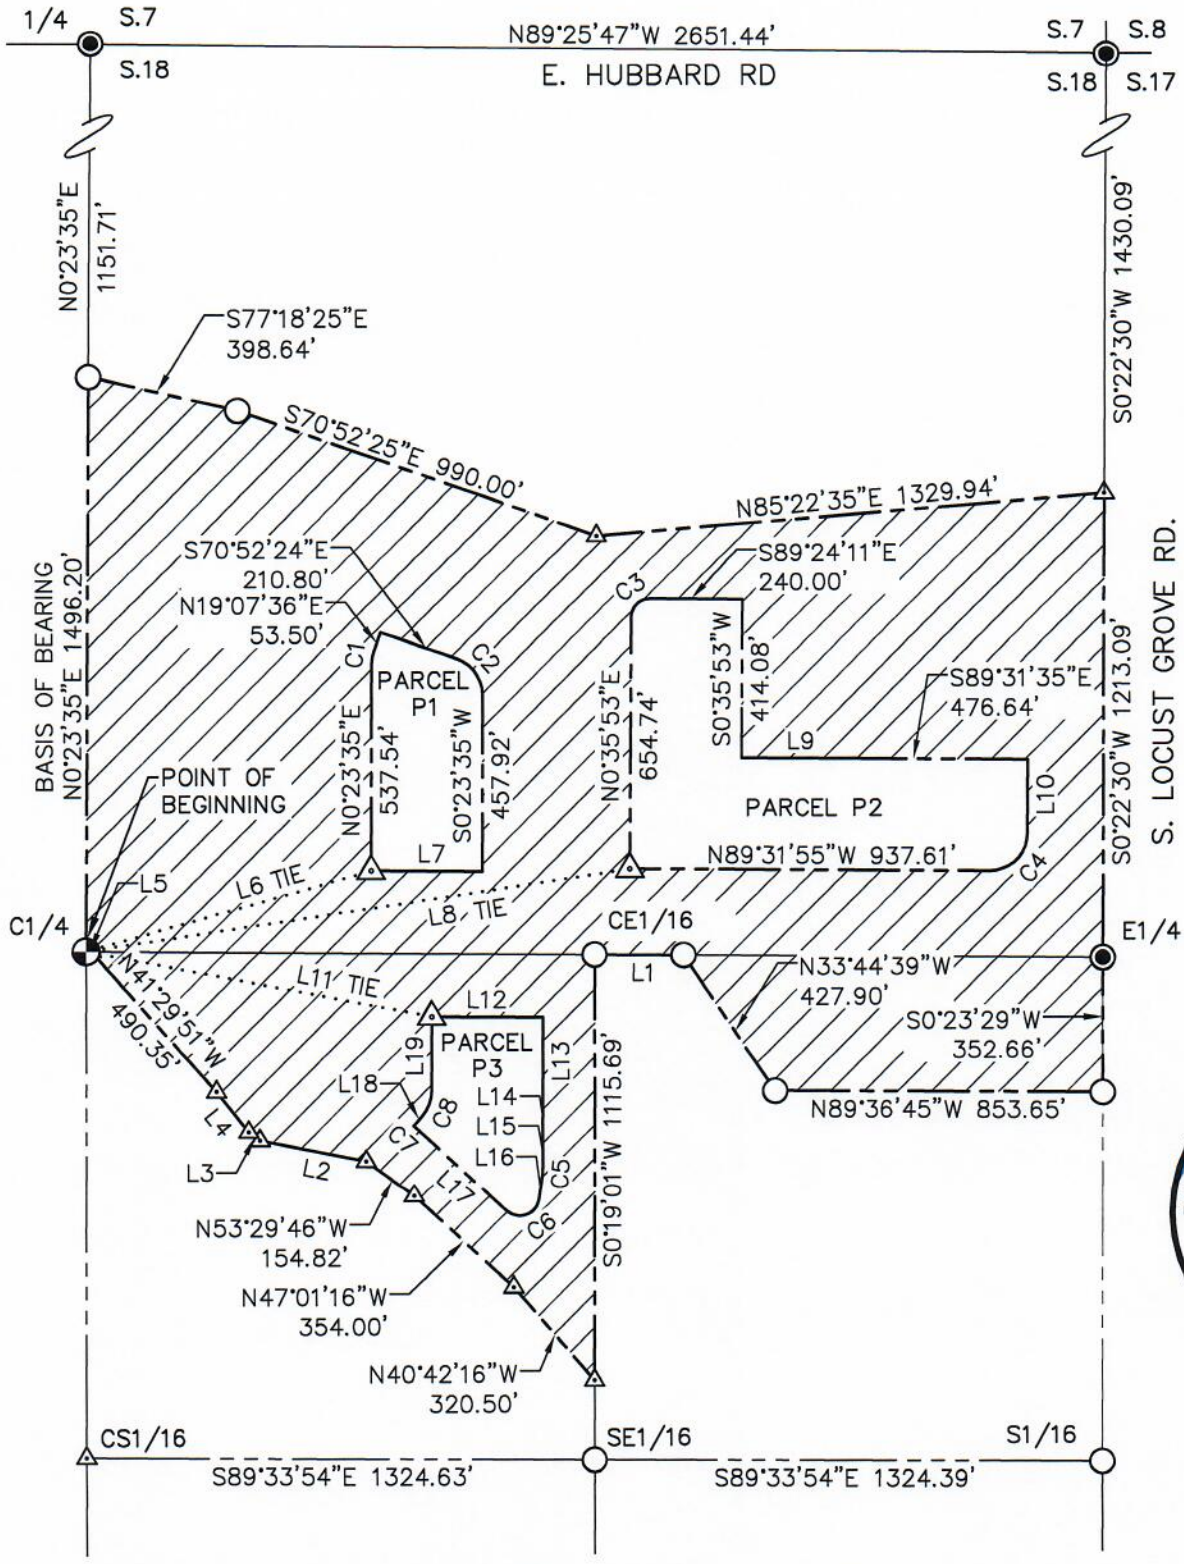 1/4
S.7
S.18
N89°25'47"W 2651.44'
E. HUBBARD RD
S.7
S.8
S.18
S.17
N0°23'35"E
1151.71'
S0°22'30"W 1430.09'
S77°18'25"E
398.64'
S70°52'25"E 990.00'
N85°22'35"E 1329.94'
S70°52'24"E
210.80'
N19°07'36"E
53.50'
C3
S89°24'11"E
240.00'
BASIS OF BEARING
N0°23'35"E 1496.20'
C1
C2
PARCEL
P1
N0°23'35"E
537.54'
S0°23'35"W
457.92'
L7
N0°35'53"E
654.74'
S0°35'53"W
414.08'
S89°31'35"E
476.64'
L9
PARCEL P2
L10
C4
N89°31'55"W 937.61'
S0°22'30"W 1213.09'
S. LOCUST GROVE RD.
POINT OF
BEGINNING
L5
L6 TIE
L8 TIE
C1/4
CE1/16
E1/4
L1
L11 TIE
N41°29'51"W
490.35'
N33°44'39"W
427.90'
S0°23'29"W
352.66'
N89°36'45"W 853.65'
L12
PARCEL
P3
L19
L13
L18
C8
L14
L15
L16
C7
C5
L17
C6
S0°19'01"W 1115.69'
L4
L3
L2
N53°29'46"W
154.82'
N47°01'16"W
354.00'
N40°42'16"W
320.50'
CS1/16
SE1/16
S1/16
S89°33'54"E 1324.63'
S89°33'54"E 1324.39'